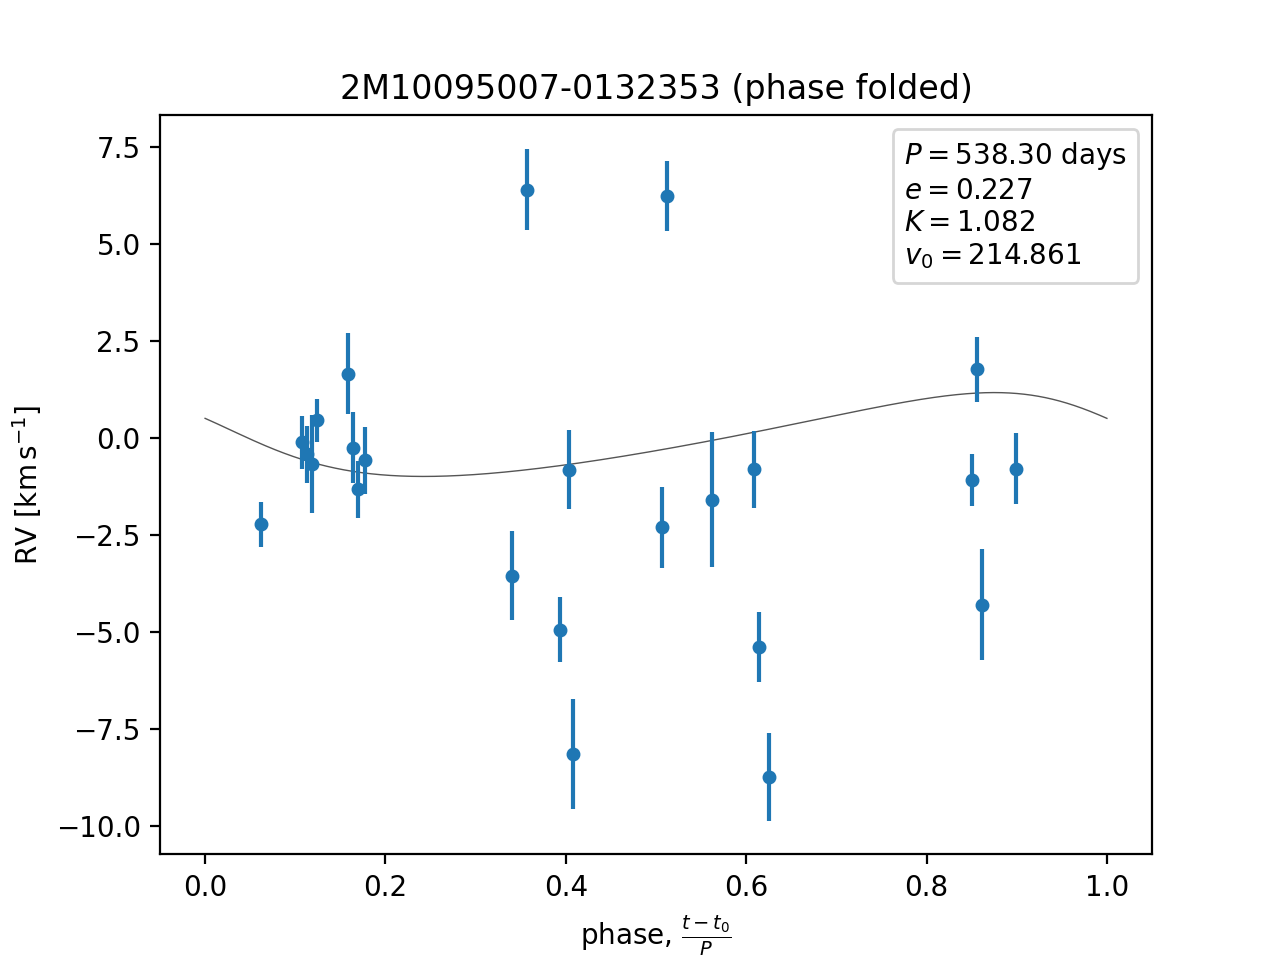 2M10095007-0132353 (phase folded)
P = 538.30 days
e = 0.227
K = 1.082
v₀ = 214.861
RV [km s⁻¹]
7.5
5.0
2.5
0.0
−2.5
−5.0
−7.5
−10.0
0.0 0.2 0.4 0.6 0.8 1.0
phase, (t − t₀)/P